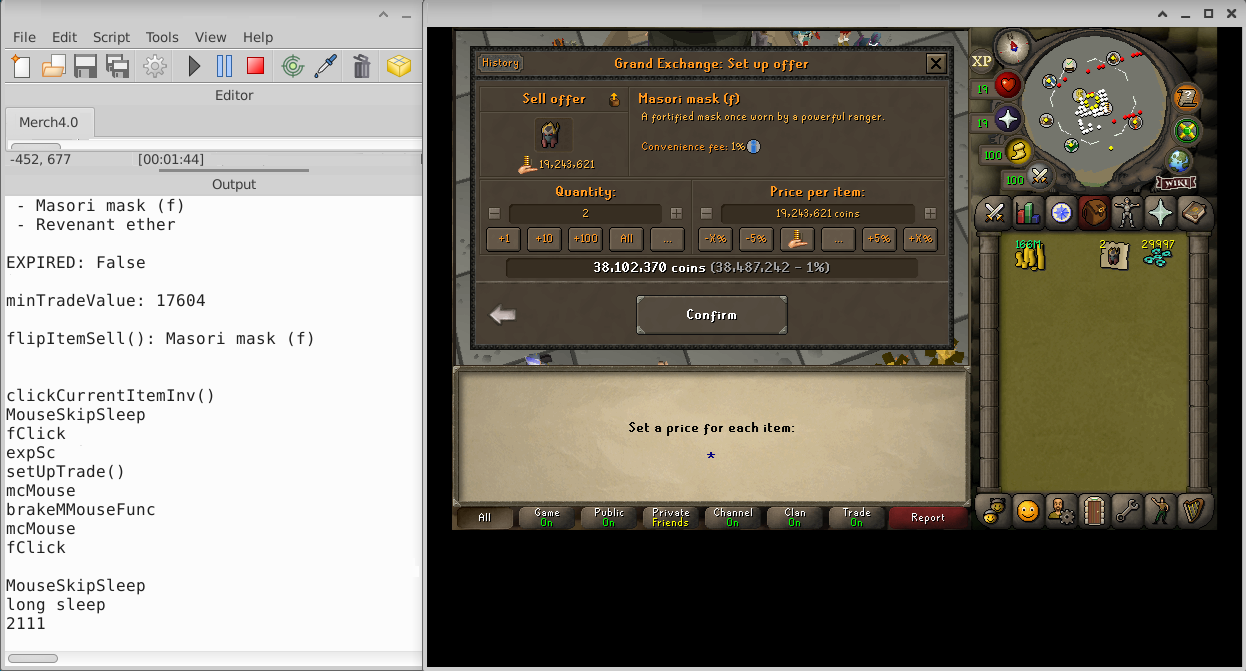 File Edit Script Tools View Help
Editor
Merch4.0
-452, 677 [00:01:44]
Output
- Masori mask (f)
- Revenant ether
EXPIRED: False
minTradeValue: 17604
flipItemSell(): Masori mask (f)
clickCurrentItemInv()
MouseSkipSleep
fClick
expSc
setUpTrade()
mcMouse
brakeMMouseFunc
mcMouse
fClick
MouseSkipSleep
long sleep
2111
History
Grand Exchange: Set up offer
Sell offer
19,243,621
Masori mask (f)
A fortified mask once worn by a powerful ranger.
Convenience fee: 1%
Quantity:
2
+1 +10 +100 All ...
Price per item:
19,243,621 coins
-X% -5% ... +5% +X%
38,102,370 coins (38,487,242 - 1%)
Confirm
Set a price for each item:
*
All
Game
On
Public
On
Private
Friends
Channel
On
Clan
On
Trade
On
Report
XP
19
19
100
100
WIKI
163M
2
29997